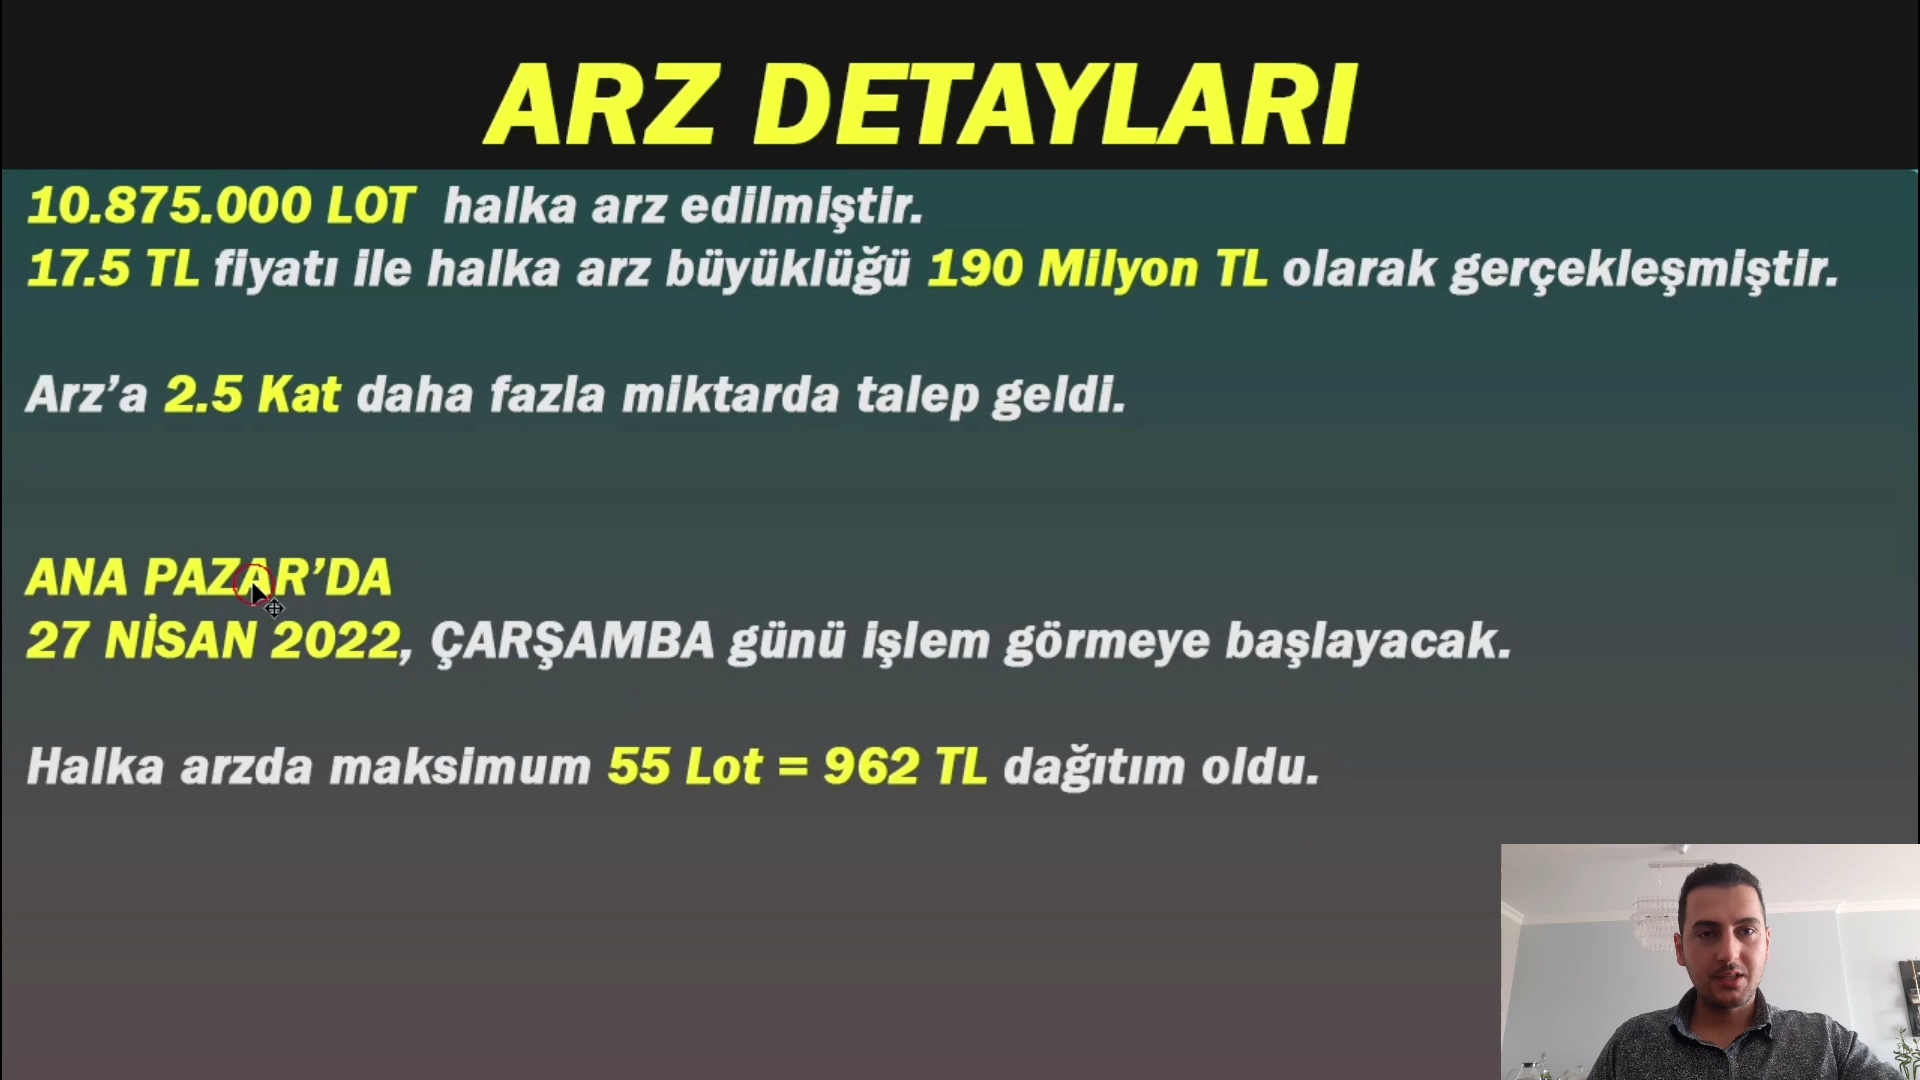 ARZ DETAYLARI
10.875.000 LOT halka arz edilmiştir.
17.5 TL fiyatı ile halka arz büyüklüğü 190 Milyon TL olarak gerçekleşmiştir.
Arz’a 2.5 Kat daha fazla miktarda talep geldi.
ANA PAZAR’DA
27 NİSAN 2022, ÇARŞAMBA günü işlem görmeye başlayacak.
Halka arzda maksimum 55 Lot = 962 TL dağıtım oldu.